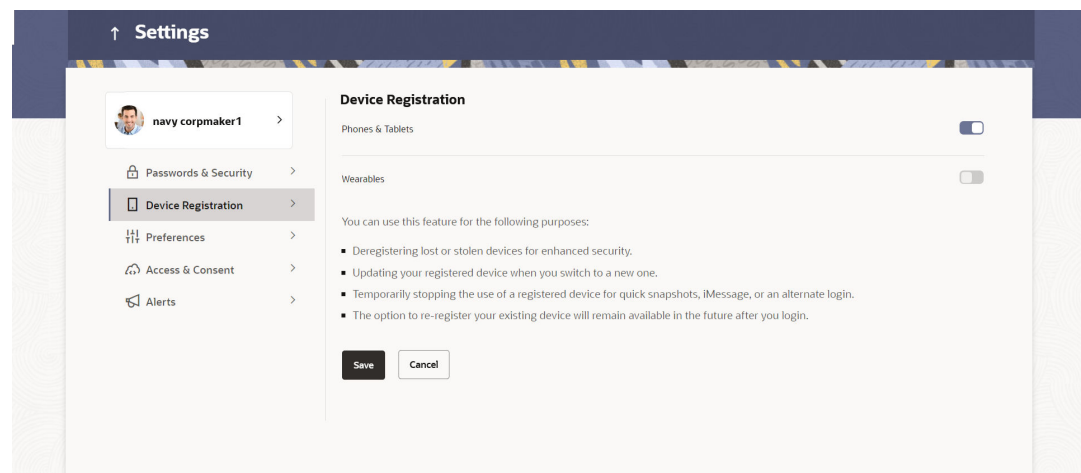 Settings
navy corpmaker1
Passwords & Security
Device Registration
Preferences
Access & Consent
Alerts
Device Registration
Phones & Tablets
Wearables
You can use this feature for the following purposes:
Deregistering lost or stolen devices for enhanced security.
Updating your registered device when you switch to a new one.
Temporarily stopping the use of a registered device for quick snapshots, iMessage, or an alternate login.
The option to re-register your existing device will remain available in the future after you login.
Save
Cancel